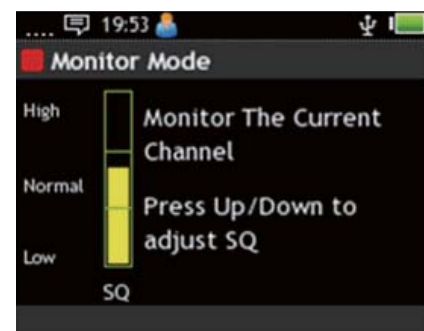 .... 19:53
Monitor Mode
High
Normal
Low
SQ
Monitor The Current
Channel
Press Up/Down to
adjust SQ